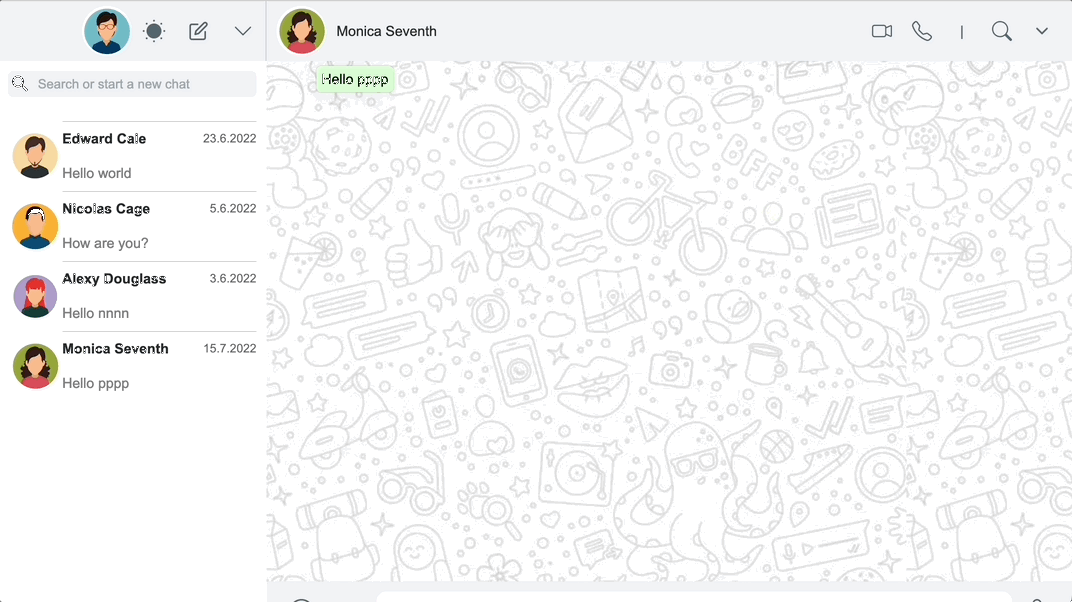 Monica Seventh
Search or start a new chat
Edward Cale
23.6.2022
Hello world
Nicolas Cage
5.6.2022
How are you?
Alexy Douglass
3.6.2022
Hello nnnn
Monica Seventh
15.7.2022
Hello pppp
Hello pppp
BFF